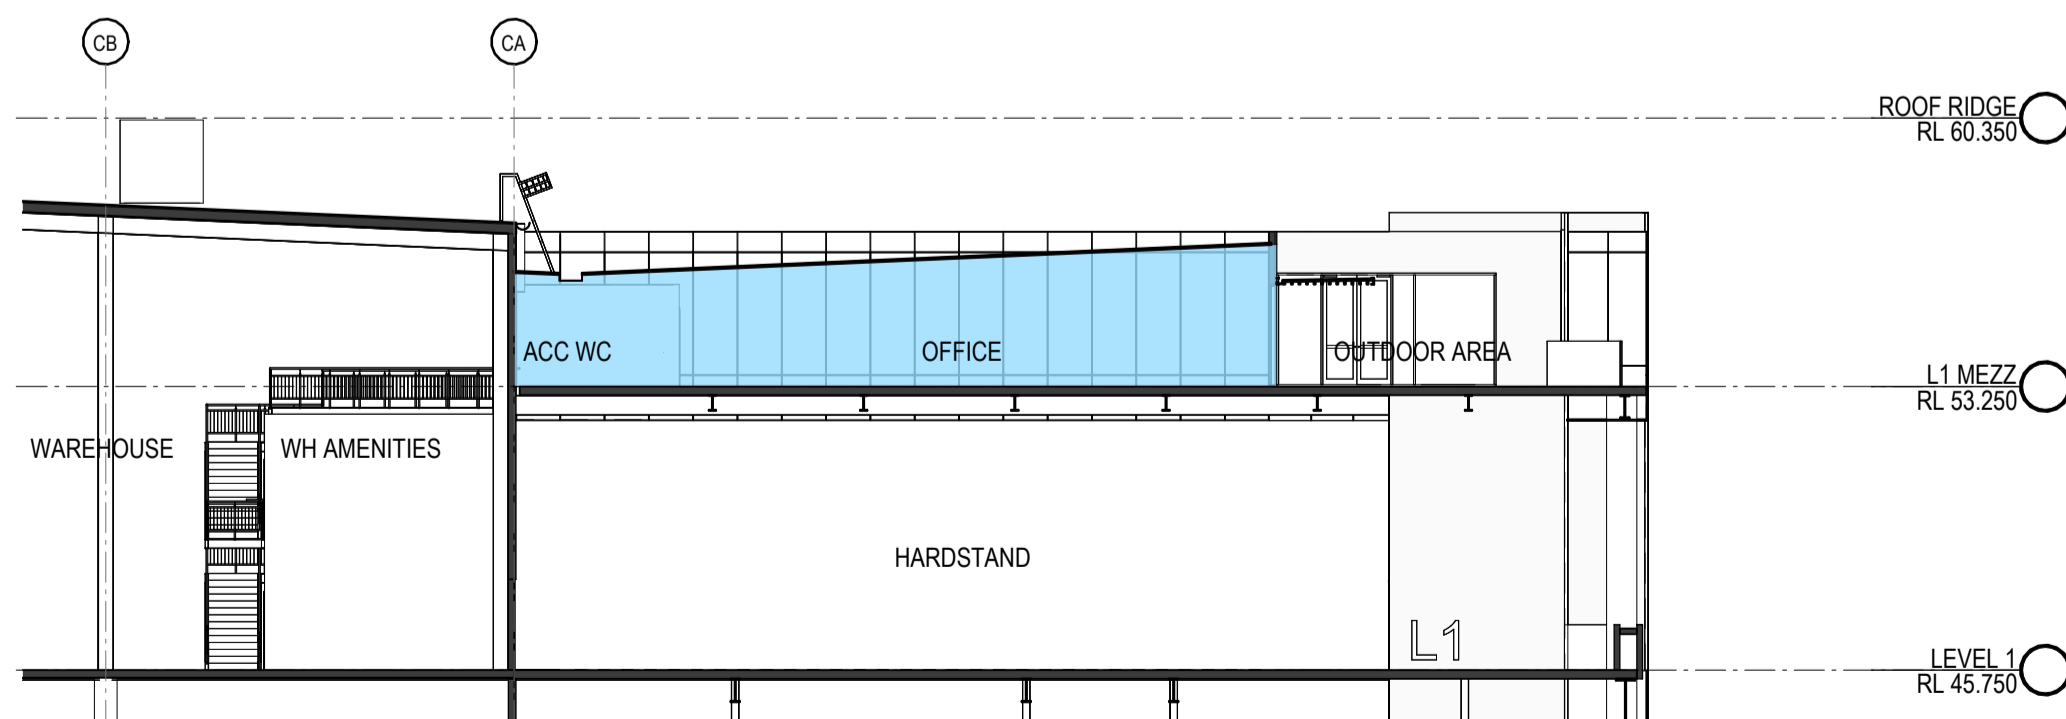 CB
CA
ROOF RIDGE
RL 60.350
ACC WC
OFFICE
OUTDOOR AREA
L1 MEZZ
RL 53.250
WAREHOUSE
WH AMENITIES
HARDSTAND
L1
LEVEL 1
RL 45.750